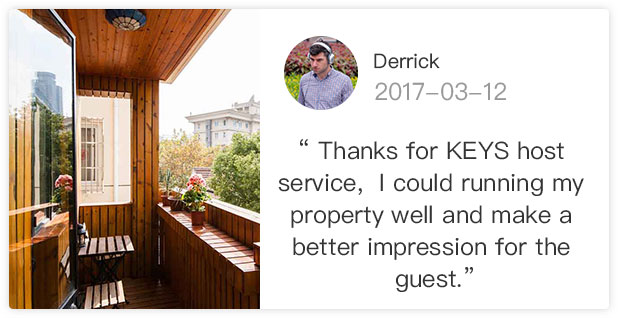 Derrick
2017-03-12
“ Thanks for KEYS host
service, I could running my
property well and make a
better impression for the
guest.”